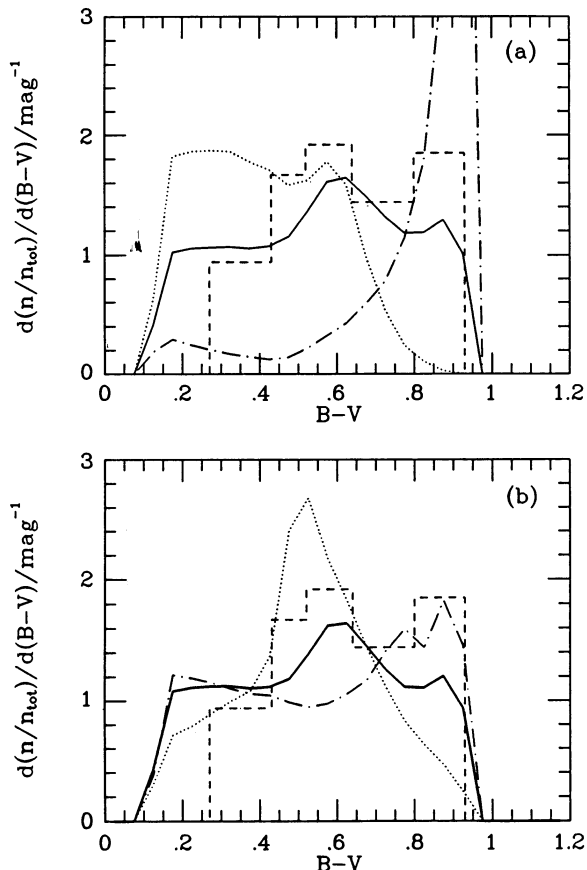 3
(a)
2
1
0
d(n/n_tot)/d(B−V)/mag⁻¹
0 .2 .4 .6 .8 1 1.2
B−V
3
(b)
2
1
0
d(n/n_tot)/d(B−V)/mag⁻¹
0 .2 .4 .6 .8 1 1.2
B−V